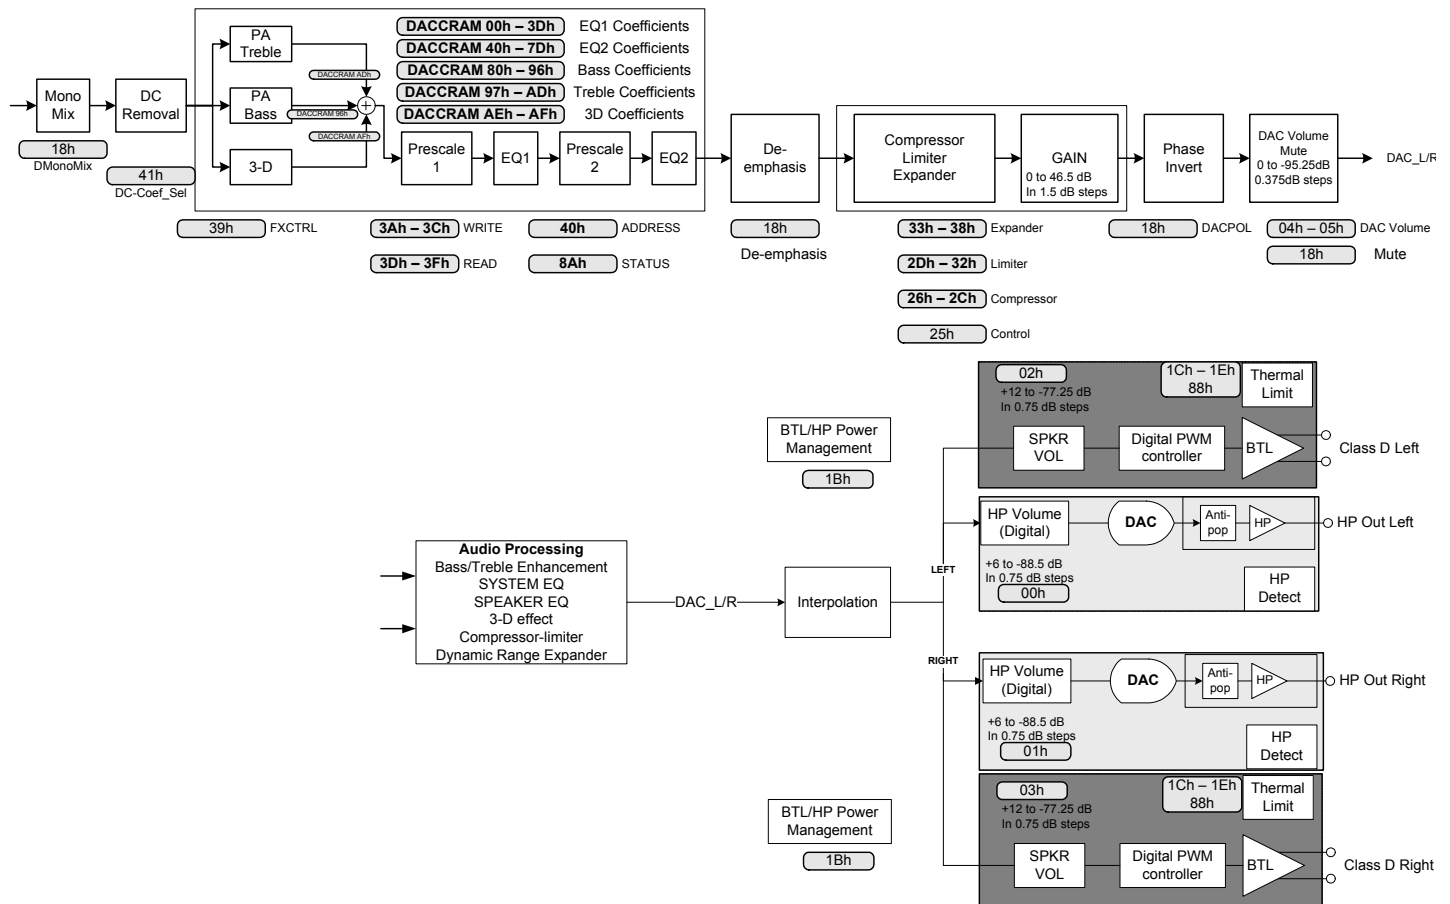 PA
Treble
DACCRAM 00h – 3Dh EQ1 Coefficients
DACCRAM 40h – 7Dh EQ2 Coefficients
DACCRAM 80h – 96h Bass Coefficients
DACCRAM 97h – ADh Treble Coefficients
DACCRAM AEh – AFh 3D Coefficients
DACCRAM ADh
Mono
Mix
DC
Removal
PA
Bass
DACCRAM 96h
DACCRAM AFh
3-D
Prescale
1
EQ1
Prescale
2
EQ2
De-
emphasis
Compressor
Limiter
Expander
GAIN
0 to 46.5 dB
In 1.5 dB steps
Phase
Invert
DAC Volume
Mute
0 to -95.25dB
0.375dB steps
DAC_L/R
18h
DMonoMix
41h
DC-Coef_Sel
39h FXCTRL
3Ah – 3Ch WRITE
40h ADDRESS
3Dh – 3Fh READ
8Ah STATUS
18h
De-emphasis
33h – 38h Expander
2Dh – 32h Limiter
26h – 2Ch Compressor
25h Control
18h DACPOL
04h – 05h DAC Volume
18h Mute
BTL/HP Power
Management
1Bh
02h
+12 to -77.25 dB
In 0.75 dB steps
1Ch – 1Eh
88h
Thermal
Limit
SPKR
VOL
Digital PWM
controller
BTL
Class D Left
HP Volume
(Digital)
DAC
Anti-
pop
HP
HP Out Left
+6 to -88.5 dB
In 0.75 dB steps
00h
HP
Detect
Audio Processing
Bass/Treble Enhancement
SYSTEM EQ
SPEAKER EQ
3-D effect
Compressor-limiter
Dynamic Range Expander
DAC_L/R
Interpolation
LEFT
RIGHT
HP Volume
(Digital)
DAC
Anti-
pop
HP
HP Out Right
+6 to -88.5 dB
In 0.75 dB steps
01h
HP
Detect
BTL/HP Power
Management
1Bh
03h
+12 to -77.25 dB
In 0.75 dB steps
1Ch – 1Eh
88h
Thermal
Limit
SPKR
VOL
Digital PWM
controller
BTL
Class D Right